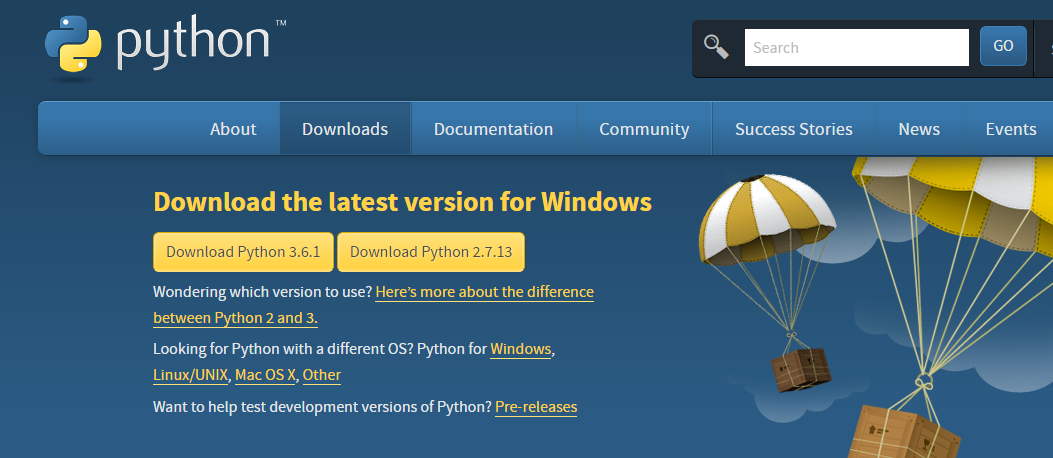 python™
Search
GO
About
Downloads
Documentation
Community
Success Stories
News
Events
Download the latest version for Windows
Download Python 3.6.1
Download Python 2.7.13
Wondering which version to use? Here's more about the difference
between Python 2 and 3.
Looking for Python with a different OS? Python for Windows,
Linux/UNIX, Mac OS X, Other
Want to help test development versions of Python? Pre-releases